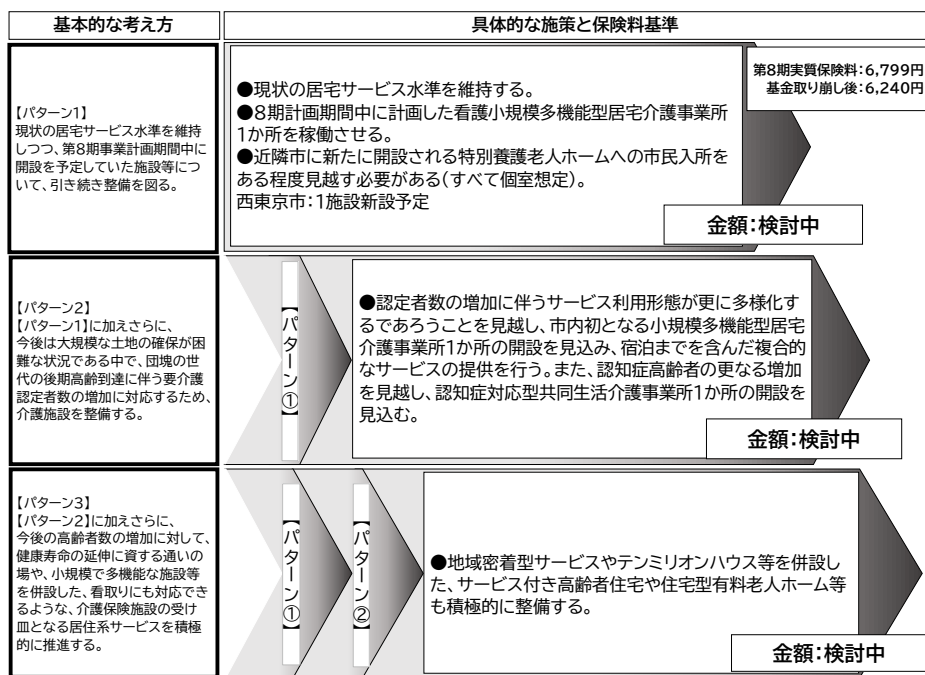 基本的な考え方
具体的な施策と保険料基準
【パターン1】
現状の居宅サービス水準を維持
しつつ、第8期事業計画期間中に
開設を予定していた施設等につ
いて、引き続き整備を図る。
●現状の居宅サービス水準を維持する。
●8期計画期間中に計画した看護小規模多機能型居宅介護事業所
1か所を稼働させる。
●近隣市に新たに開設される特別養護老人ホームへの市民入所を
ある程度見越す必要がある(すべて個室想定)。
西東京市:1施設新設予定
第8期実質保険料:6,799円
基金取り崩し後:6,240円
金額:検討中
【パターン2】
【パターン1】に加えさらに、
今後は大規模な土地の確保が困
難な状況である中で、団塊の世
代の後期高齢到達に伴う要介護
認定者数の増加に対応するため、
介護施設を整備する。
【パターン①】
●認定者数の増加に伴うサービス利用形態が更に多様化す
るであろうことを見越し、市内初となる小規模多機能型居宅
介護事業所1か所の開設を見込み、宿泊までを含んだ複合的
なサービスの提供を行う。また、認知症高齢者の更なる増加
を見越し、認知症対応型共同生活介護事業所1か所の開設を
見込む。
金額:検討中
【パターン3】
【パターン2】に加えさらに、
今後の高齢者数の増加に対して、
健康寿命の延伸に資する通いの
場や、小規模で多機能な施設等
を併設した、看取りにも対応でき
るような、介護保険施設の受け
皿となる居住系サービスを積極
的に推進する。
【パターン①】
【パターン②】
●地域密着型サービスやテンミリオンハウス等を併設し
た、サービス付き高齢者住宅や住宅型有料老人ホーム等
も積極的に整備する。
金額:検討中